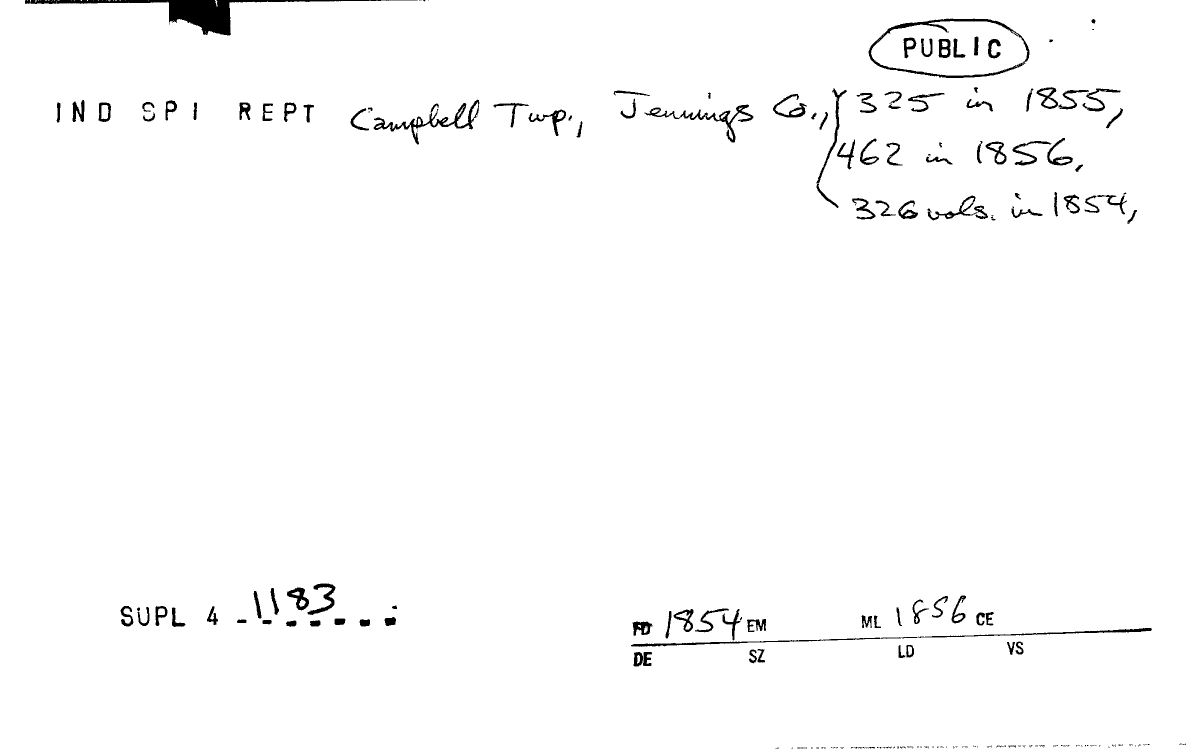 PUBLIC
IND SPI REPT Campbell Twp., Jennings Co., 325 in 1855,
462 in 1856,
326 vols. in 1854,
SUPL 4 1183
FD 1854 EM ML 1856 CE
DE SZ LD VS